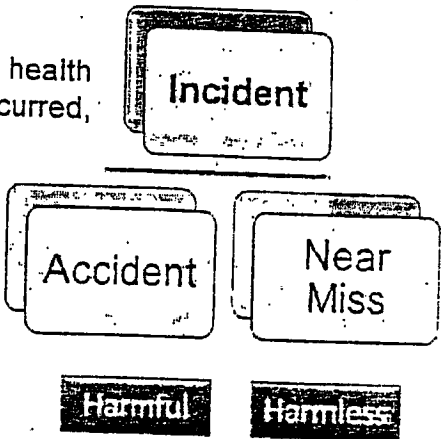 health
curred,
Incident
Accident
Near
Miss
Harmful
Harmless